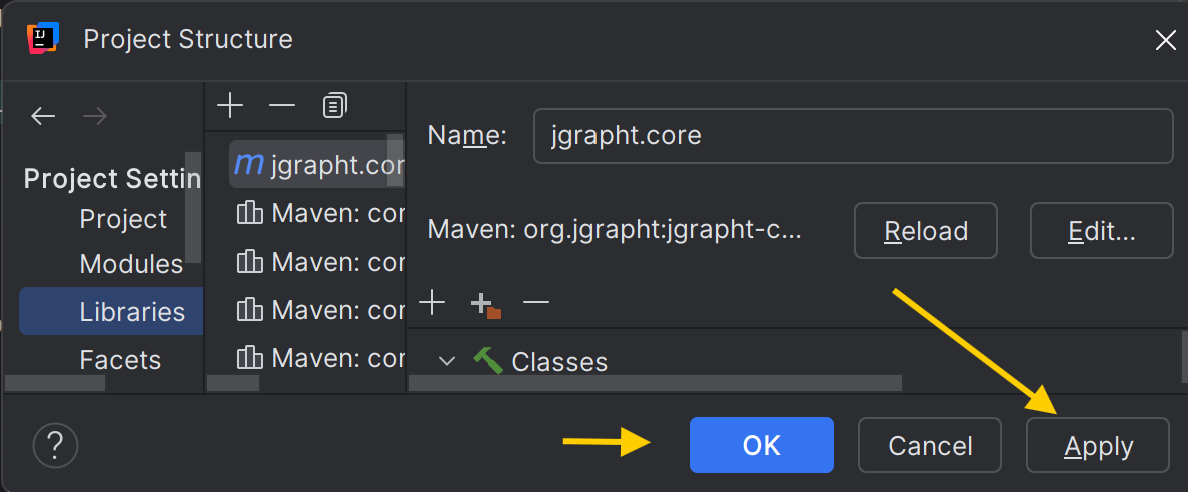 IJ
Project Structure
Name: jgrapht.core
Project Settin
m jgrapht.cor
Project
Maven: cor
Maven: org.jgrapht:jgrapht-c...
Reload
Edit...
Modules
Maven: cor
Libraries
Maven: cor
Facets
Maven: cor
Classes
?
OK
Cancel
Apply